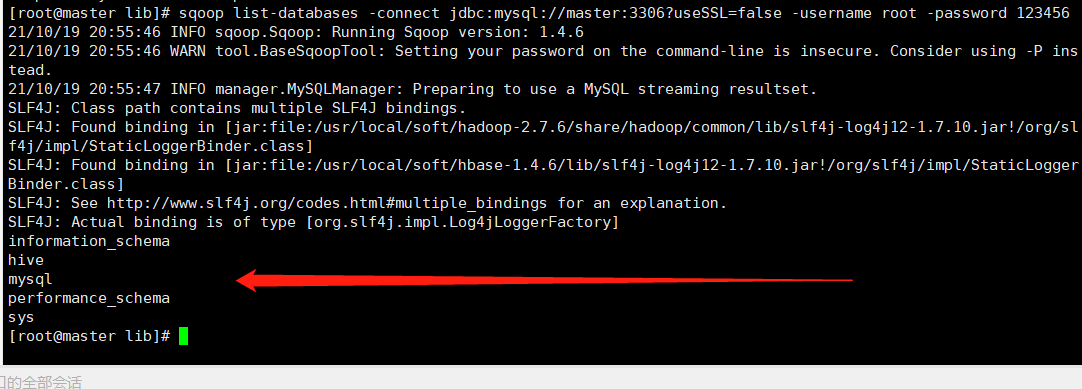 [root@master lib]# sqoop list-databases -connect jdbc:mysql://master:3306?useSSL=false -username root -password 123456
21/10/19 20:55:46 INFO sqoop.Sqoop: Running Sqoop version: 1.4.6
21/10/19 20:55:46 WARN tool.BaseSqoopTool: Setting your password on the command-line is insecure. Consider using -P ins
tead.
21/10/19 20:55:47 INFO manager.MySQLManager: Preparing to use a MySQL streaming resultset.
SLF4J: Class path contains multiple SLF4J bindings.
SLF4J: Found binding in [jar:file:/usr/local/soft/hadoop-2.7.6/share/hadoop/common/lib/slf4j-log4j12-1.7.10.jar!/org/sl
f4j/impl/StaticLoggerBinder.class]
SLF4J: Found binding in [jar:file:/usr/local/soft/hbase-1.4.6/lib/slf4j-log4j12-1.7.10.jar!/org/slf4j/impl/StaticLogger
Binder.class]
SLF4J: See http://www.slf4j.org/codes.html#multiple_bindings for an explanation.
SLF4J: Actual binding is of type [org.slf4j.impl.Log4jLoggerFactory]
information_schema
hive
mysql
performance_schema
sys
[root@master lib]#
的全部会话